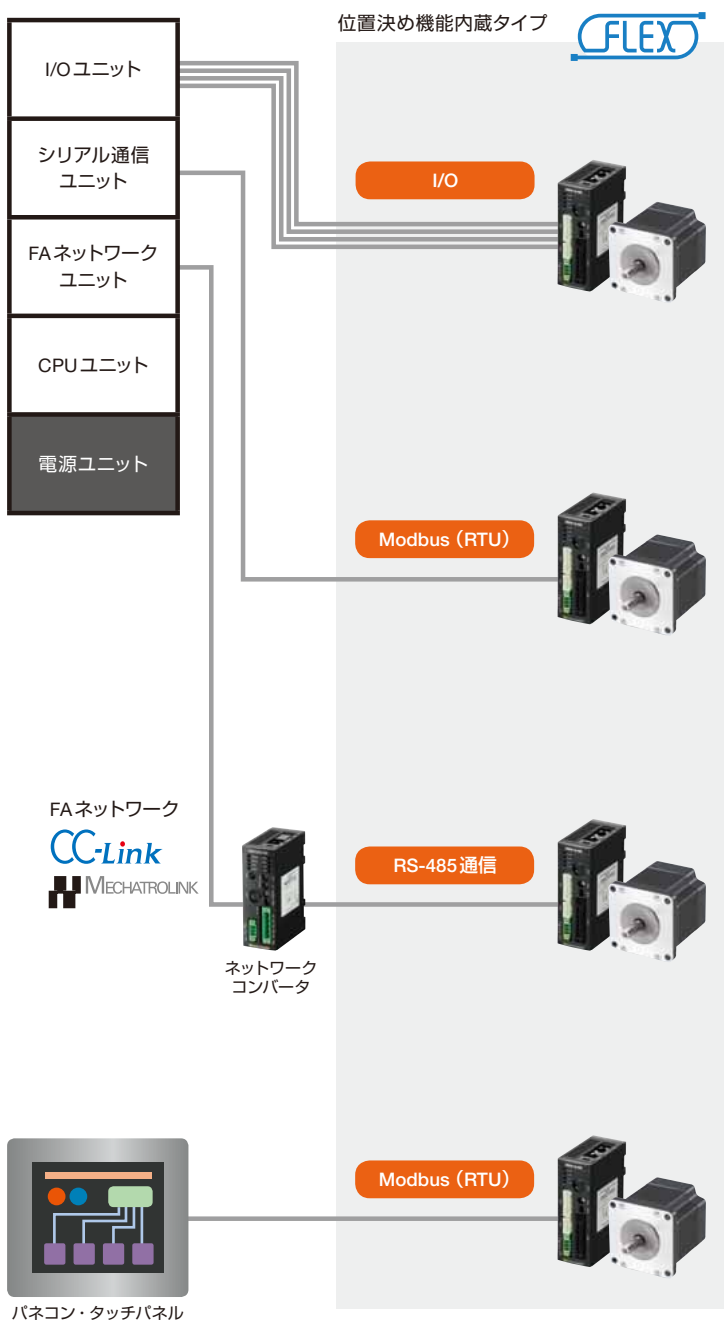 位置決め機能内蔵タイプ
FLEX
I/Oユニット
シリアル通信
ユニット
FAネットワーク
ユニット
CPUユニット
電源ユニット
I/O
Modbus（RTU）
FAネットワーク
CC-Link
MECHATROLINK
RS-485通信
ネットワーク
コンバータ
Modbus（RTU）
パネコン・タッチパネル